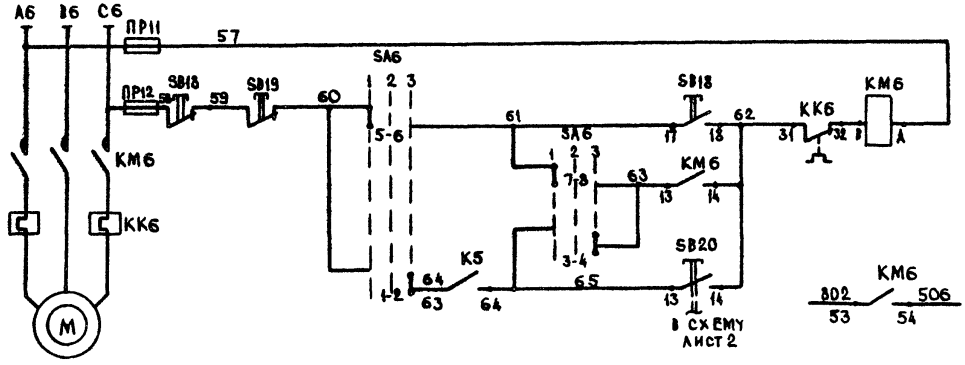 А6 В6 С6
ПР11
57
SA6
1 2 3
ПР12
58
SB18
59
SB19
60
5-6
61
SB18
17 18
62
KK6
31 32
KM6
В А
KM6
SA6
1 2 3
7-8
63
KM6
13 14
KK6
3-4
K5
64
63 64
1-2
65
SB20
13 14
В СХЕМУ
ЛИСТ 2
М
KM6
802 506
53 54